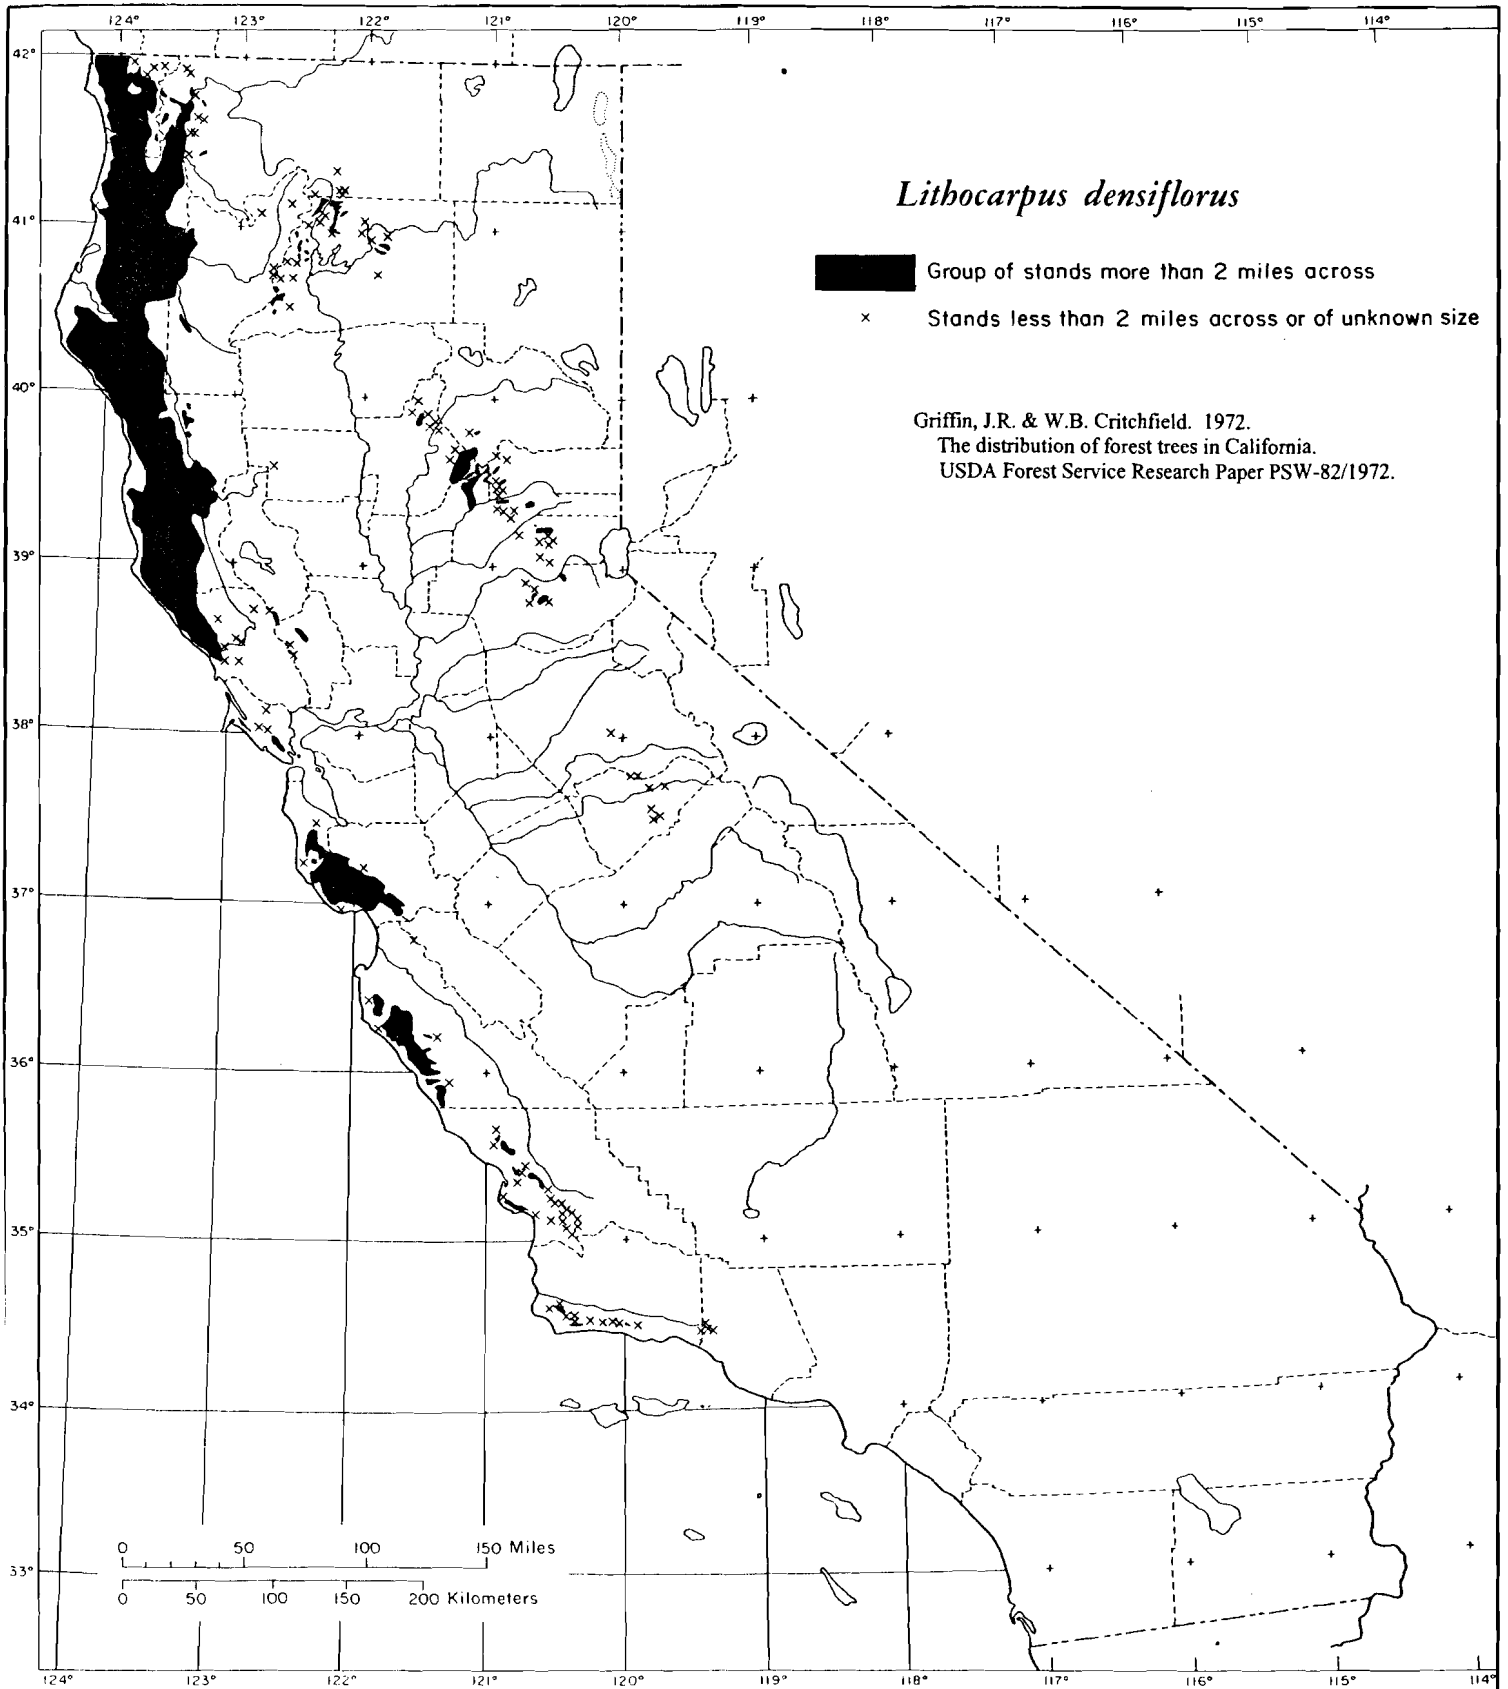 124° 123° 122° 121° 120° 119° 118° 117° 116° 115° 114°
42°
41°
40°
39°
38°
37°
36°
35°
34°
33°
Lithocarpus densiflorus
Group of stands more than 2 miles across
× Stands less than 2 miles across or of unknown size
Griffin, J.R. & W.B. Critchfield. 1972.
The distribution of forest trees in California.
USDA Forest Service Research Paper PSW-82/1972.
0 50 100 150 Miles
0 50 100 150 200 Kilometers
124° 123° 122° 121° 120° 119° 118° 117° 116° 115° 114°